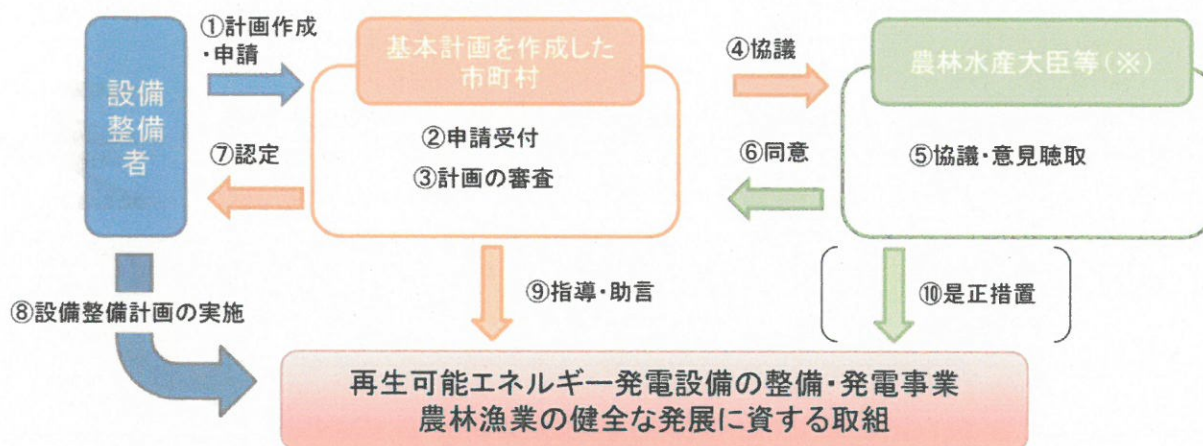 ①計画作成
・申請
設備
整備
者
基本計画を作成した
市町村
④協議
農林水産大臣等(※)
②申請受付
③計画の審査
⑦認定
⑥同意
⑤協議・意見聴取
⑧設備整備計画の実施
⑨指導・助言
⑩是正措置
再生可能エネルギー発電設備の整備・発電事業
農林漁業の健全な発展に資する取組